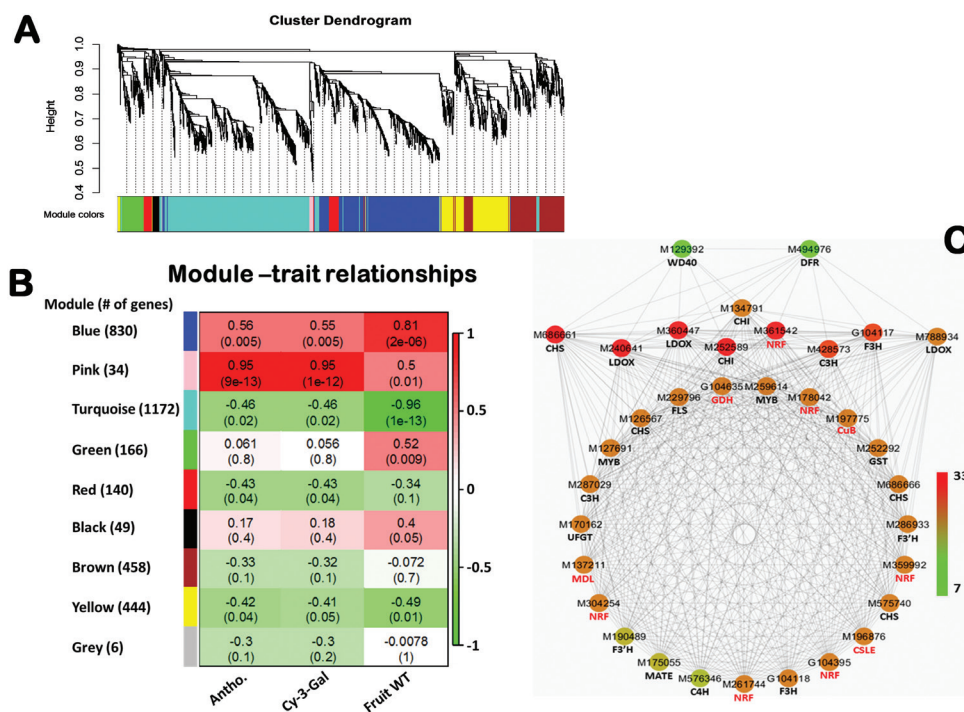 A
Cluster Dendrogram
Height
1.0
0.9
0.8
0.7
0.6
0.5
0.4
Module colors
B
Module –trait relationships
Module (# of genes)
Blue (830)
0.56 0.55 0.81
(0.005) (0.005) (2e-06)
Pink (34)
0.95 0.95 0.5
(9e-13) (1e-12) (0.01)
Turquoise (1172)
-0.46 -0.46 -0.96
(0.02) (0.02) (1e-13)
Green (166)
0.061 0.056 0.52
(0.8) (0.8) (0.009)
Red (140)
-0.43 -0.43 -0.34
(0.04) (0.04) (0.1)
Black (49)
0.17 0.18 0.4
(0.4) (0.4) (0.05)
Brown (458)
-0.33 -0.32 -0.072
(0.1) (0.1) (0.7)
Yellow (444)
-0.42 -0.41 -0.49
(0.04) (0.05) (0.01)
Grey (6)
-0.3 -0.3 -0.0078
(0.1) (0.2) (1)
Antho. Cy-3-Gal Fruit WT
1
0.5
0
-0.5
-1
C
M129392
WD40
M494976
DFR
M134791
CHI
M686661
CHS
M240641
LDOX
M360447
LDOX
M252589
CHI
M361842
NRF
M428573
C3H
G104117
F3H
M788934
LDOX
G104635
GDH
M259614
MYB
M229796
FLS
M178042
NRF
M126567
CHS
M197775
CuB
M127691
MYB
M252292
GST
M287029
C3H
M686666
CHS
M170162
UFGT
M286933
F3'H
M137211
MDL
M359992
NRF
M304254
NRF
M575740
CHS
M190489
F3'H
M196876
CSLE
M175055
MATE
G104395
NRF
M576346
C4H
M261744
NRF
G104118
F3H
33
7